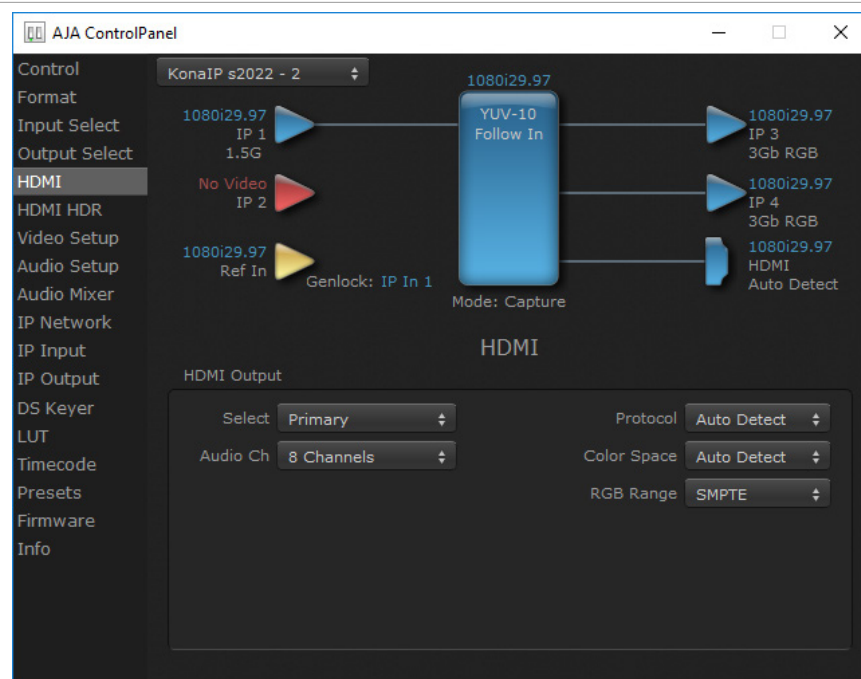 AJA ControlPanel
Control
Format
Input Select
Output Select
HDMI
HDMI HDR
Video Setup
Audio Setup
Audio Mixer
IP Network
IP Input
IP Output
DS Keyer
LUT
Timecode
Presets
Firmware
Info
KonaIP s2022 - 2
1080i29.97
IP 1
1.5G
No Video
IP 2
1080i29.97
Ref In
Genlock: IP In 1
1080i29.97
YUV-10
Follow In
Mode: Capture
1080i29.97
IP 3
3Gb RGB
1080i29.97
IP 4
3Gb RGB
1080i29.97
HDMI
Auto Detect
HDMI
HDMI Output
Select Primary
Audio Ch 8 Channels
Protocol Auto Detect
Color Space Auto Detect
RGB Range SMPTE